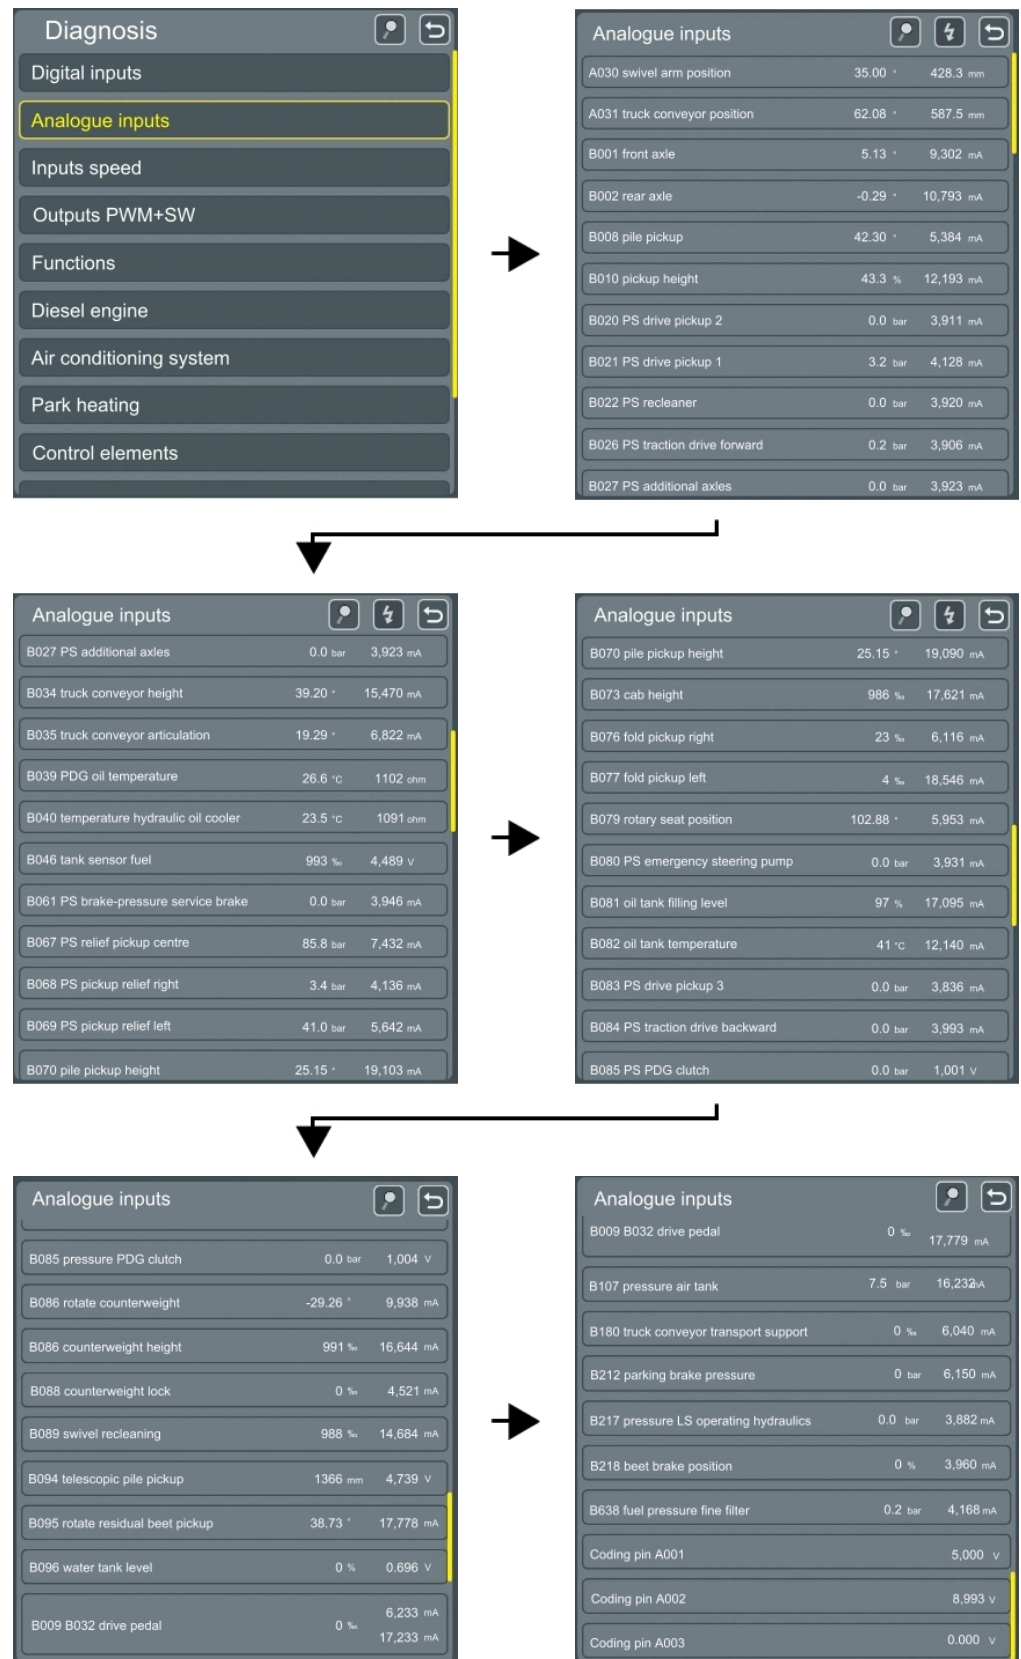 Diagnosis
Digital inputs
Analogue inputs
Inputs speed
Outputs PWM+SW
Functions
Diesel engine
Air conditioning system
Park heating
Control elements
Analogue inputs
A030 swivel arm position 35.00 ° 428.3 mm
A031 truck conveyor position 62.08 ° 587.5 mm
B001 front axle 5.13 ° 9,302 mA
B002 rear axle -0.29 ° 10,793 mA
B008 pile pickup 42.30 ° 5,384 mA
B010 pickup height 43.3 % 12,193 mA
B020 PS drive pickup 2 0.0 bar 3,911 mA
B021 PS drive pickup 1 3.2 bar 4,128 mA
B022 PS recleaner 0.0 bar 3,920 mA
B026 PS traction drive forward 0.2 bar 3,906 mA
B027 PS additional axles 0.0 bar 3,923 mA
Analogue inputs
B027 PS additional axles 0.0 bar 3,923 mA
B034 truck conveyor height 39.20 ° 15,470 mA
B035 truck conveyor articulation 19.29 ° 6,822 mA
B039 PDG oil temperature 26.6 °C 1102 ohm
B040 temperature hydraulic oil cooler 23.5 °C 1091 ohm
B046 tank sensor fuel 993 ‰ 4,489 V
B061 PS brake-pressure service brake 0.0 bar 3,946 mA
B067 PS relief pickup centre 85.8 bar 7,432 mA
B068 PS pickup relief right 3.4 bar 4,136 mA
B069 PS pickup relief left 41.0 bar 5,642 mA
B070 pile pickup height 25.15 ° 19,103 mA
Analogue inputs
B070 pile pickup height 25.15 ° 19,090 mA
B073 cab height 986 ‰ 17,621 mA
B076 fold pickup right 23 ‰ 6,116 mA
B077 fold pickup left 4 ‰ 18,546 mA
B079 rotary seat position 102.88 ° 5,953 mA
B080 PS emergency steering pump 0.0 bar 3,931 mA
B081 oil tank filling level 97 % 17,095 mA
B082 oil tank temperature 41 °C 12,140 mA
B083 PS drive pickup 3 0.0 bar 3,836 mA
B084 PS traction drive backward 0.0 bar 3,993 mA
B085 PS PDG clutch 0.0 bar 1,001 V
Analogue inputs
B085 pressure PDG clutch 0.0 bar 1,004 V
B086 rotate counterweight -29.26 ° 9,938 mA
B086 counterweight height 991 ‰ 16,644 mA
B088 counterweight lock 0 ‰ 4,521 mA
B089 swivel recleaning 988 ‰ 14,684 mA
B094 telescopic pile pickup 1366 mm 4,739 V
B095 rotate residual beet pickup 38.73 ° 17,778 mA
B096 water tank level 0 % 0.696 V
B009 B032 drive pedal 0 ‰ 6,233 mA
17,233 mA
Analogue inputs
B009 B032 drive pedal 0 ‰
17,779 mA
B107 pressure air tank 7.5 bar 16,232 mA
B180 truck conveyor transport support 0 ‰ 6,040 mA
B212 parking brake pressure 0 bar 6,150 mA
B217 pressure LS operating hydraulics 0.0 bar 3,882 mA
B218 beet brake position 0 % 3,960 mA
B638 fuel pressure fine filter 0.2 bar 4,168 mA
Coding pin A001 5,000 V
Coding pin A002 8,993 V
Coding pin A003 0.000 V